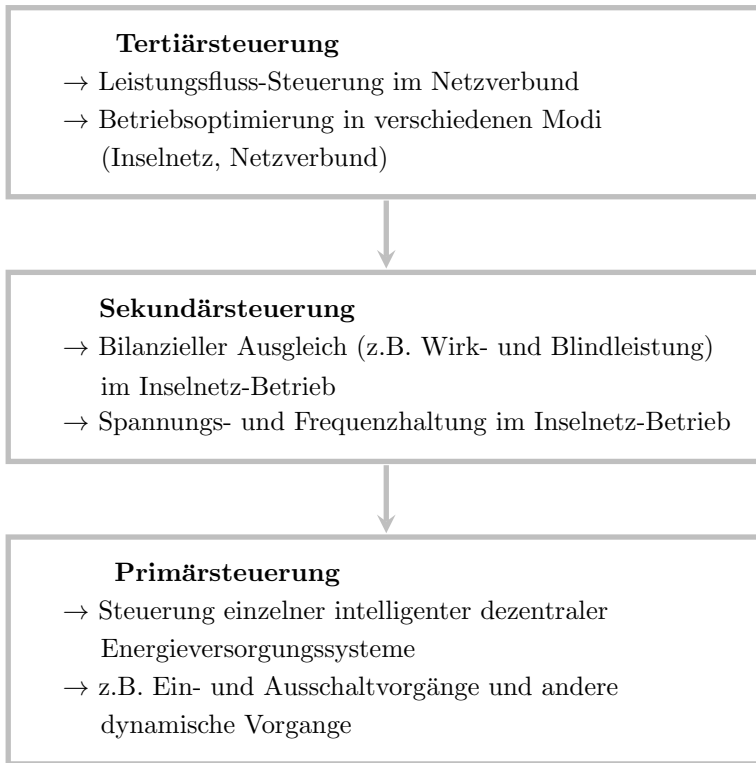 Tertiärsteuerung
→ Leistungsfluss-Steuerung im Netzverbund
→ Betriebsoptimierung in verschiedenen Modi
(Inselnetz, Netzverbund)
Sekundärsteuerung
→ Bilanzieller Ausgleich (z.B. Wirk- und Blindleistung)
im Inselnetz-Betrieb
→ Spannungs- und Frequenzhaltung im Inselnetz-Betrieb
Primärsteuerung
→ Steuerung einzelner intelligenter dezentraler
Energieversorgungssysteme
→ z.B. Ein- und Ausschaltvorgänge und andere
dynamische Vorgange